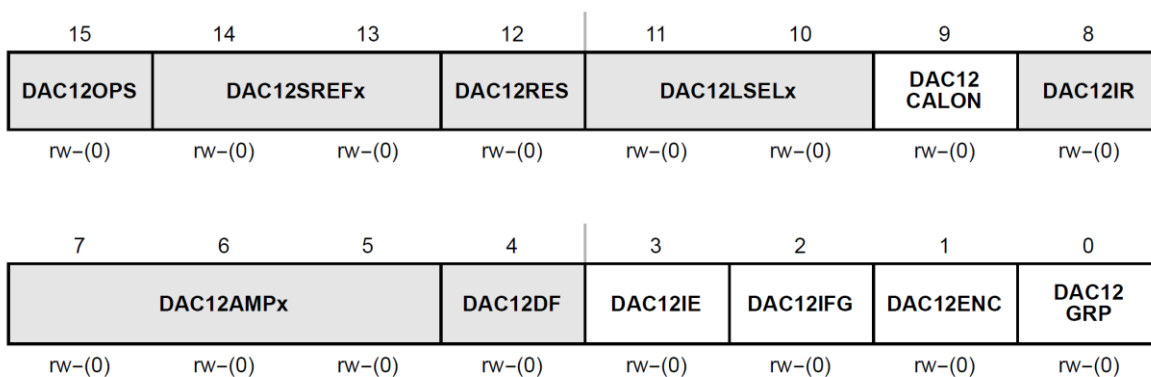 15 14 13 12 11 10 9 8
DAC12OPS DAC12SREFx DAC12RES DAC12LSELx DAC12 CALON DAC12IR
rw−(0) rw−(0) rw−(0) rw−(0) rw−(0) rw−(0) rw−(0) rw−(0)
7 6 5 4 3 2 1 0
DAC12AMPx DAC12DF DAC12IE DAC12IFG DAC12ENC DAC12 GRP
rw−(0) rw−(0) rw−(0) rw−(0) rw−(0) rw−(0) rw−(0) rw−(0)